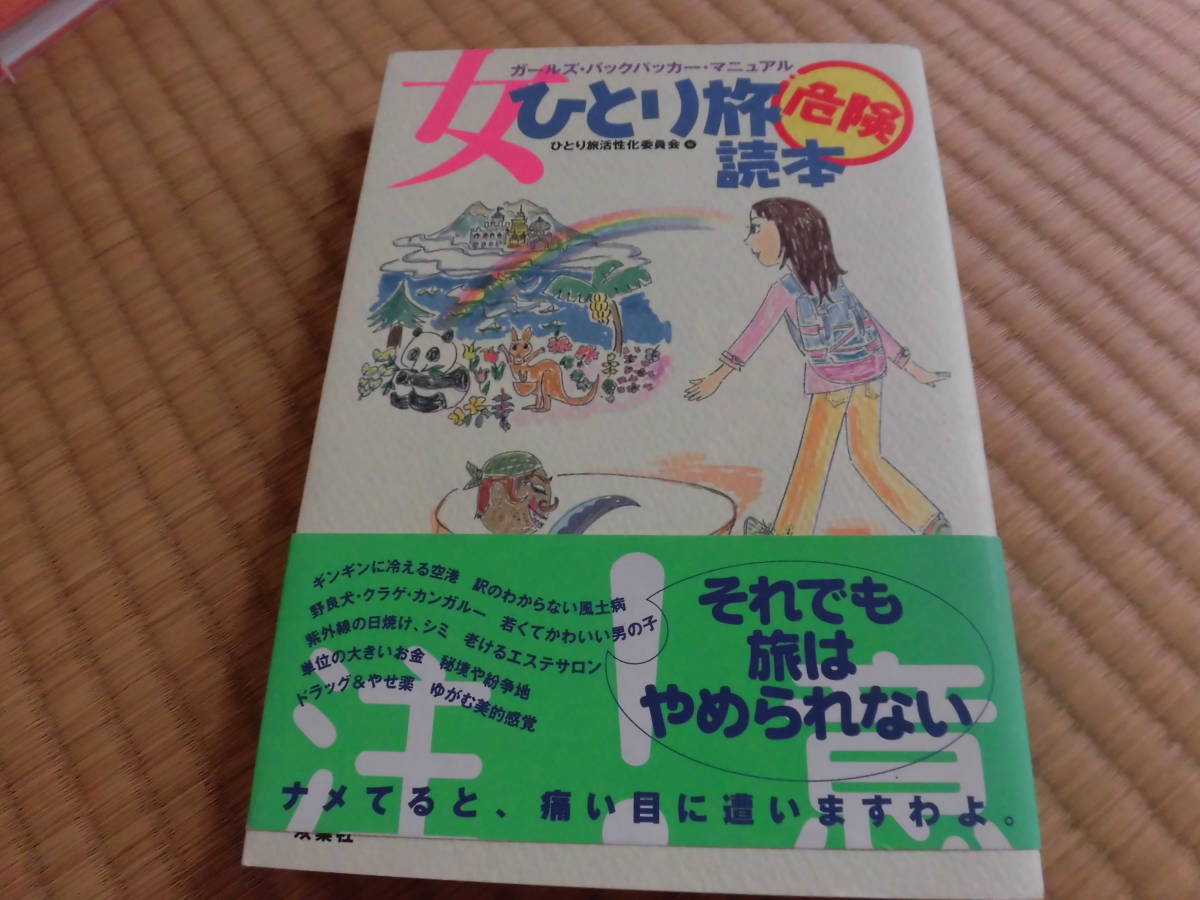 ガールズ・バックパッカー・マニュアル
女ひとり旅
危険
読本
ひとり旅活性化委員会 編
ギンギンに冷える空港 訳のわからない風土病
野良犬・クラゲ・カンガルー 若くてかわいい男の子
紫外線の日焼け、シミ 老けるエステサロン
単位の大きいお金 秘境や紛争地
ドラッグ&やせ薬 ゆがむ美的感覚
それでも
旅は
やめられない
注!意
ナメてると、痛い目に遭いますわよ。
双葉社